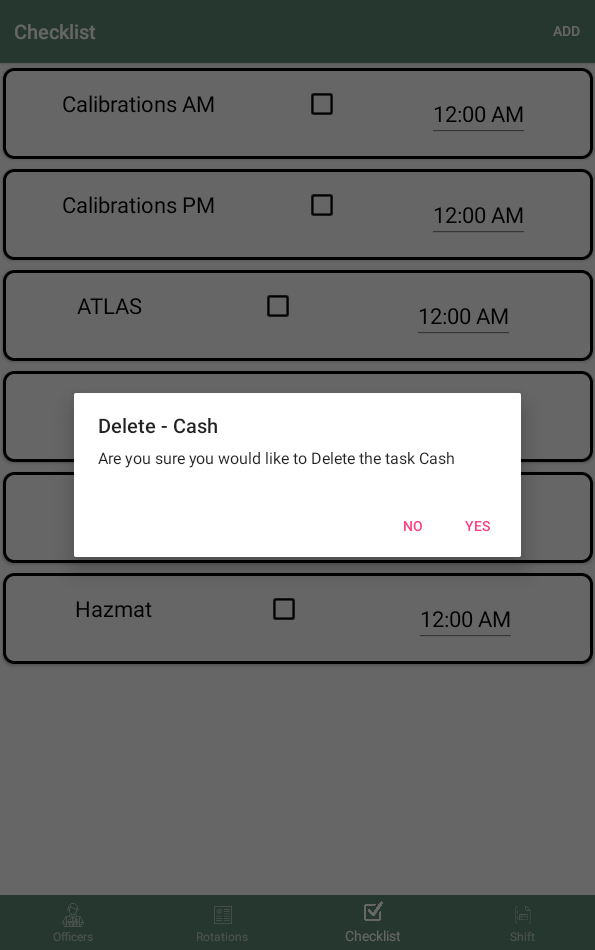 Checklist
ADD
Calibrations AM
12:00 AM
Calibrations PM
12:00 AM
ATLAS
12:00 AM
Delete - Cash
Are you sure you would like to Delete the task Cash
NO
YES
Hazmat
12:00 AM
Officers
Rotations
Checklist
Shift